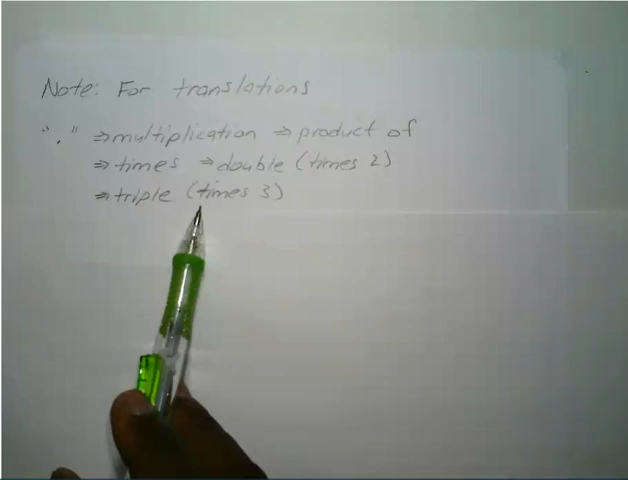 Note: For translations
"." ⇒ multiplication ⇒ product of
⇒ times ⇒ double (times 2)
⇒ triple (times 3)